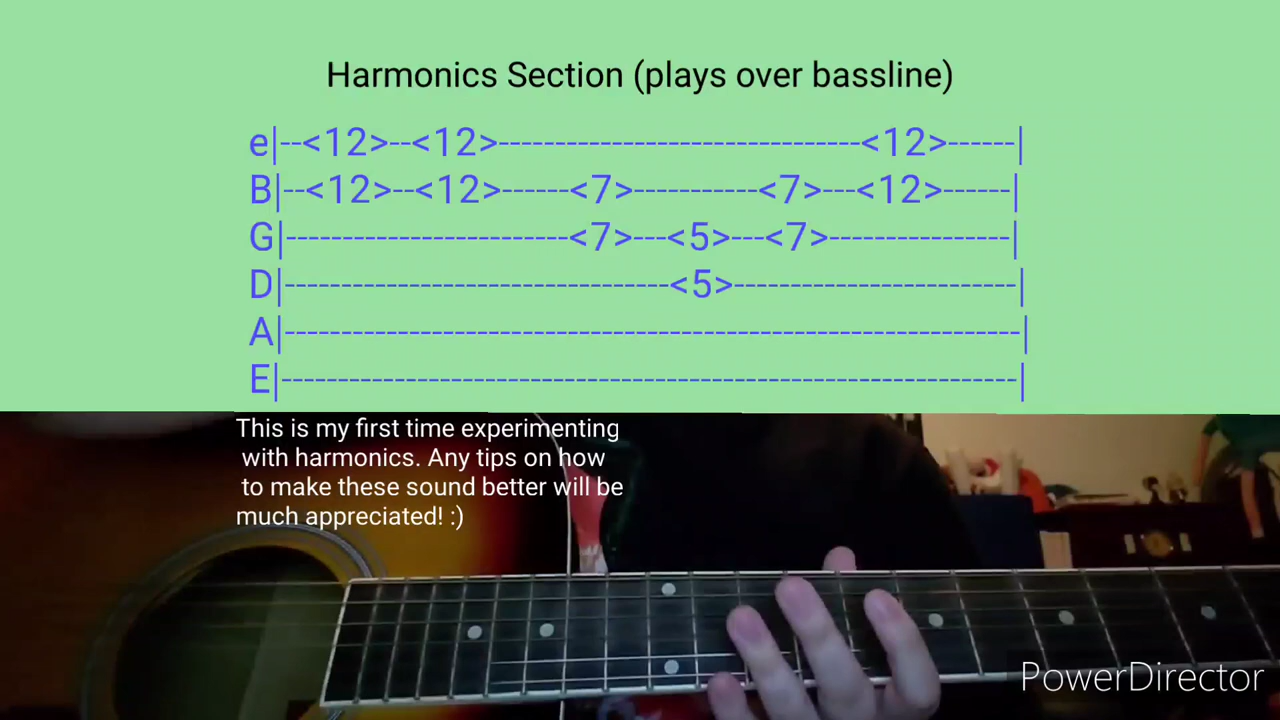 Harmonics Section (plays over bassline)
e|--<12>--<12>--------------------------------<12>------|
B|--<12>--<12>------<7>-----------<7>---<12>------|
G|-------------------------<7>---<5>---<7>----------------|
D|----------------------------------<5>-------------------------|
A|-----------------------------------------------------------------|
E|-----------------------------------------------------------------|
This is my first time experimenting
with harmonics. Any tips on how
to make these sound better will be
much appreciated! :)
PowerDirector